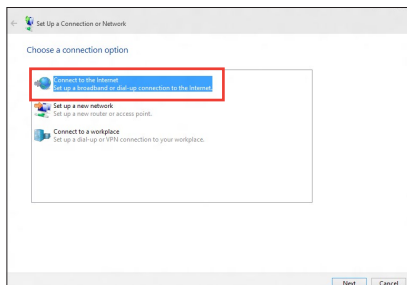 Set Up a Connection or Network
Choose a connection option
Connect to the Internet
Set up a broadband or dial-up connection to the Internet.
Set up a new network
Set up a new router or access point.
Connect to a workplace
Set up a dial-up or VPN connection to your workplace.
Next Cancel